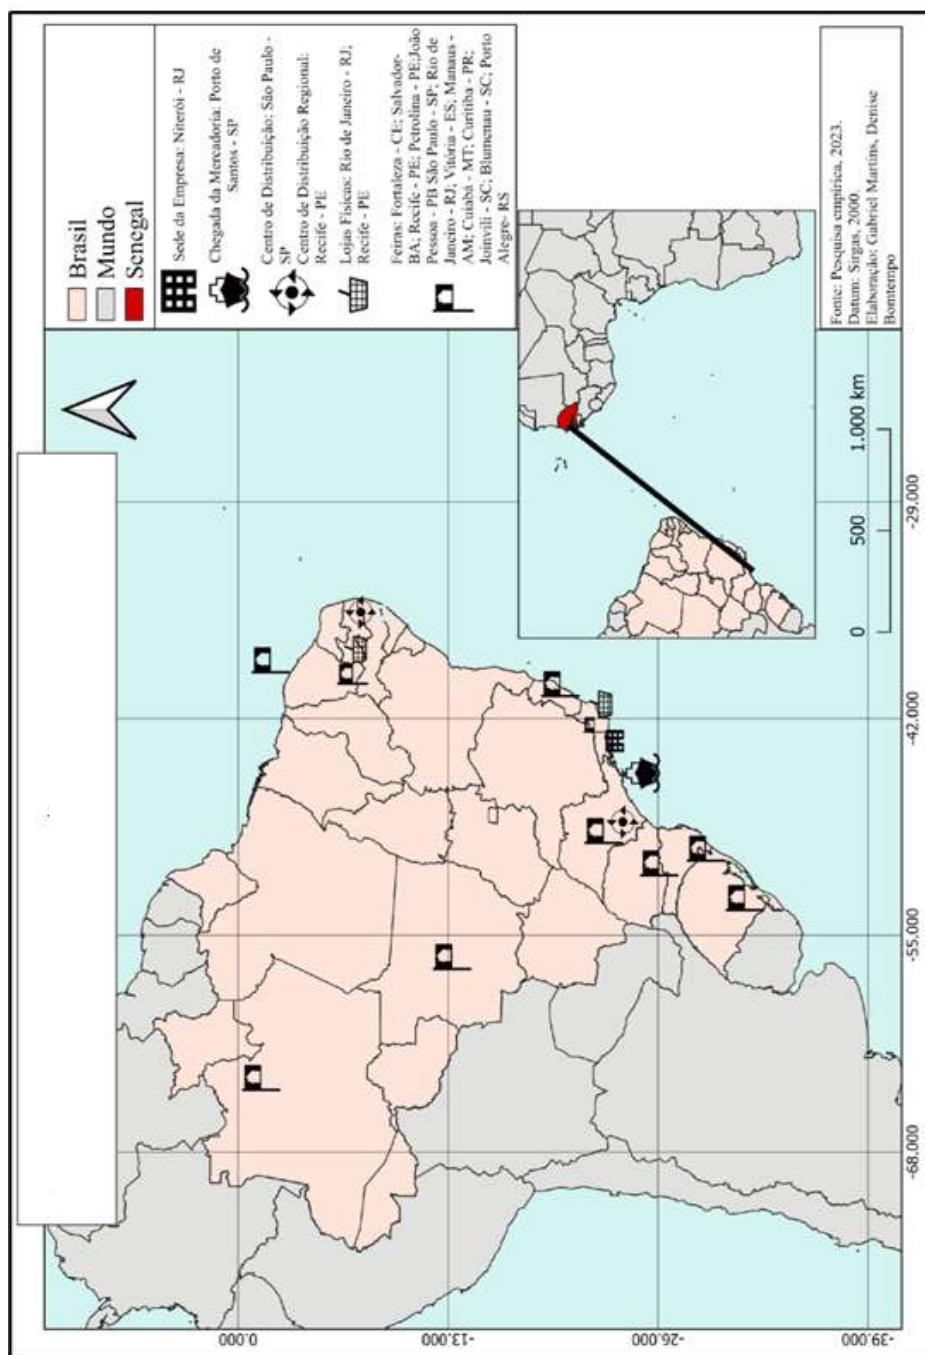 Brasil
Mundo
Senegal
Sede da Empresa: Niterói - RJ
Chegada da Mercadoria: Porto de
Santos - SP
Centro de Distribuição: São Paulo -
SP
Centro de Distribuição Regional:
Recife - PE
Lojas Físicas: Rio de Janeiro - RJ;
Recife - PE
Feiras: Fortaleza - CE; Salvador-
BA; Recife - PE; Petrolina - PE;João
Pessoa - PB São Paulo - SP; Rio de
Janeiro - RJ; Vitória - ES; Manaus -
AM; Cuiabá - MT; Curitiba - PR;
Joinvili - SC; Blumenau - SC; Porto
Alegre- RS
Fonte: Pesquisa empírica, 2023.
Datum: Sirgas, 2000.
Elaboração: Gabriel Martins, Denise
Bomtempo
0 500 1.000 km
0.000
-13.000
-26.000
-39.000
-68.000
-55.000
-42.000
-29.000